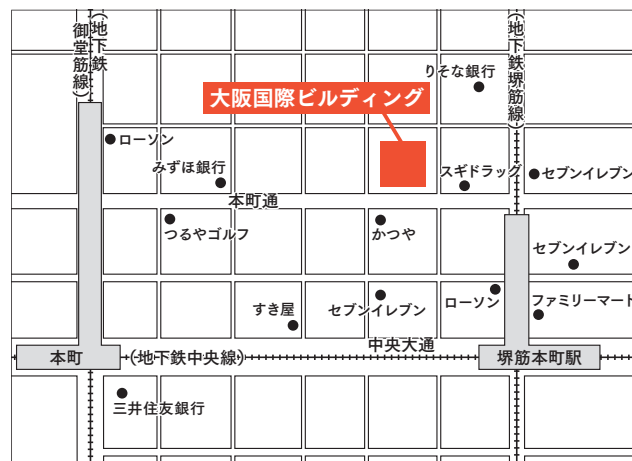 (地下鉄
御堂筋線)
(地下鉄堺筋線)
りそな銀行
大阪国際ビルディング
ローソン
みずほ銀行
スギドラッグ
セブンイレブン
本町通
つるやゴルフ
かつや
セブンイレブン
すき屋
セブンイレブン
ローソン
ファミリーマート
中央大通
本町
(地下鉄中央線)
堺筋本町駅
三井住友銀行